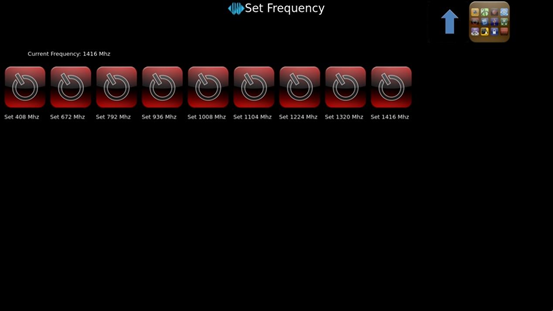 Set Frequency
Current Frequency: 1416 Mhz
Set 408 Mhz Set 672 Mhz Set 792 Mhz Set 936 Mhz Set 1008 Mhz Set 1104 Mhz Set 1224 Mhz Set 1320 Mhz Set 1416 Mhz